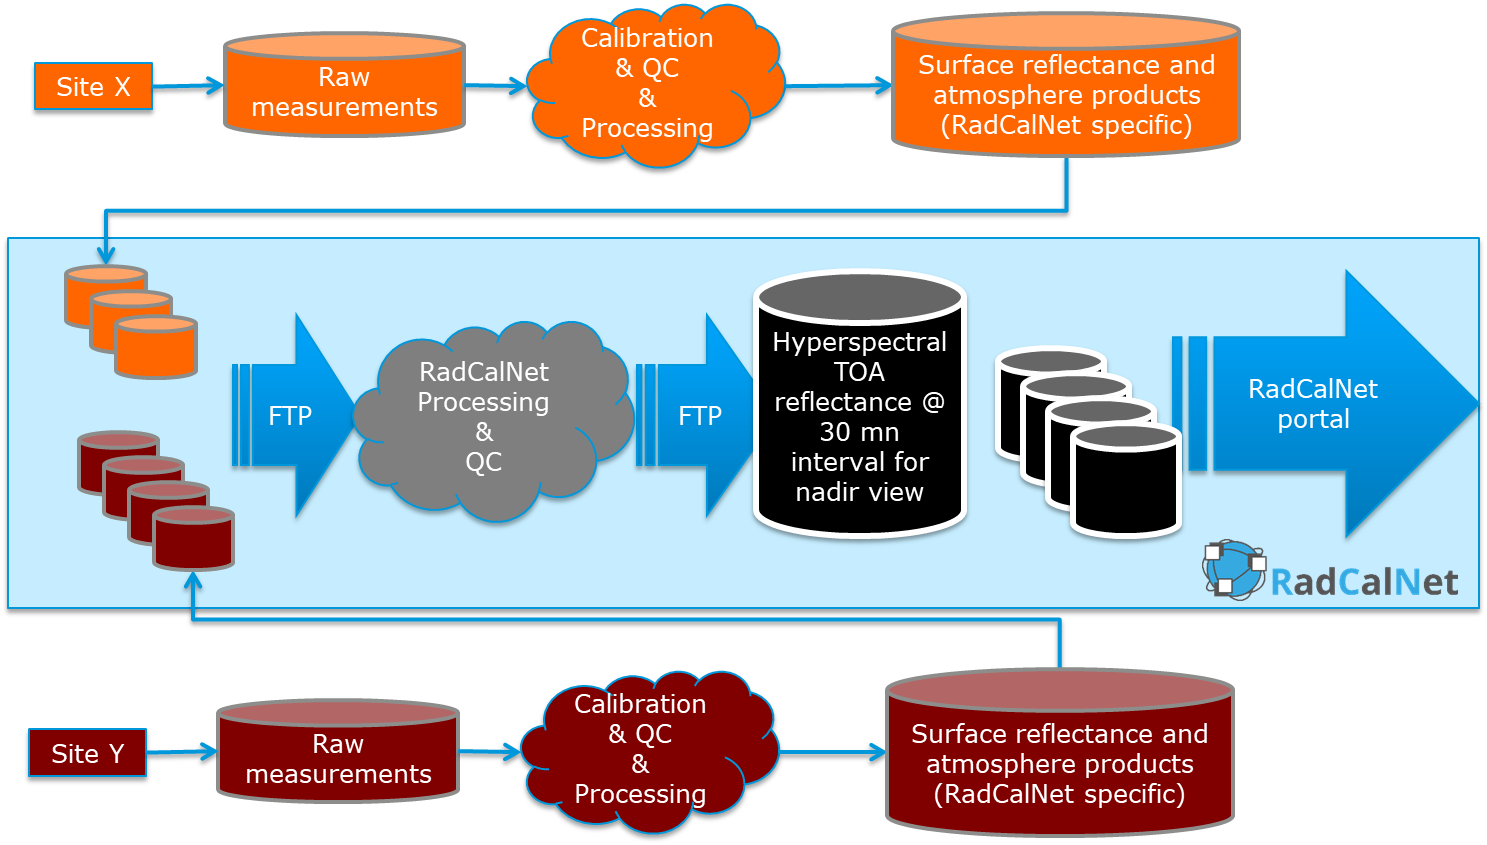 Site X
Raw
measurements
Calibration
& QC
&
Processing
Surface reflectance and
atmosphere products
(RadCalNet specific)
FTP
RadCalNet
Processing
&
QC
FTP
Hyperspectral
TOA
reflectance @
30 mn
interval for
nadir view
RadCalNet
portal
RadCalNet
Site Y
Raw
measurements
Calibration
& QC
&
Processing
Surface reflectance and
atmosphere products
(RadCalNet specific)